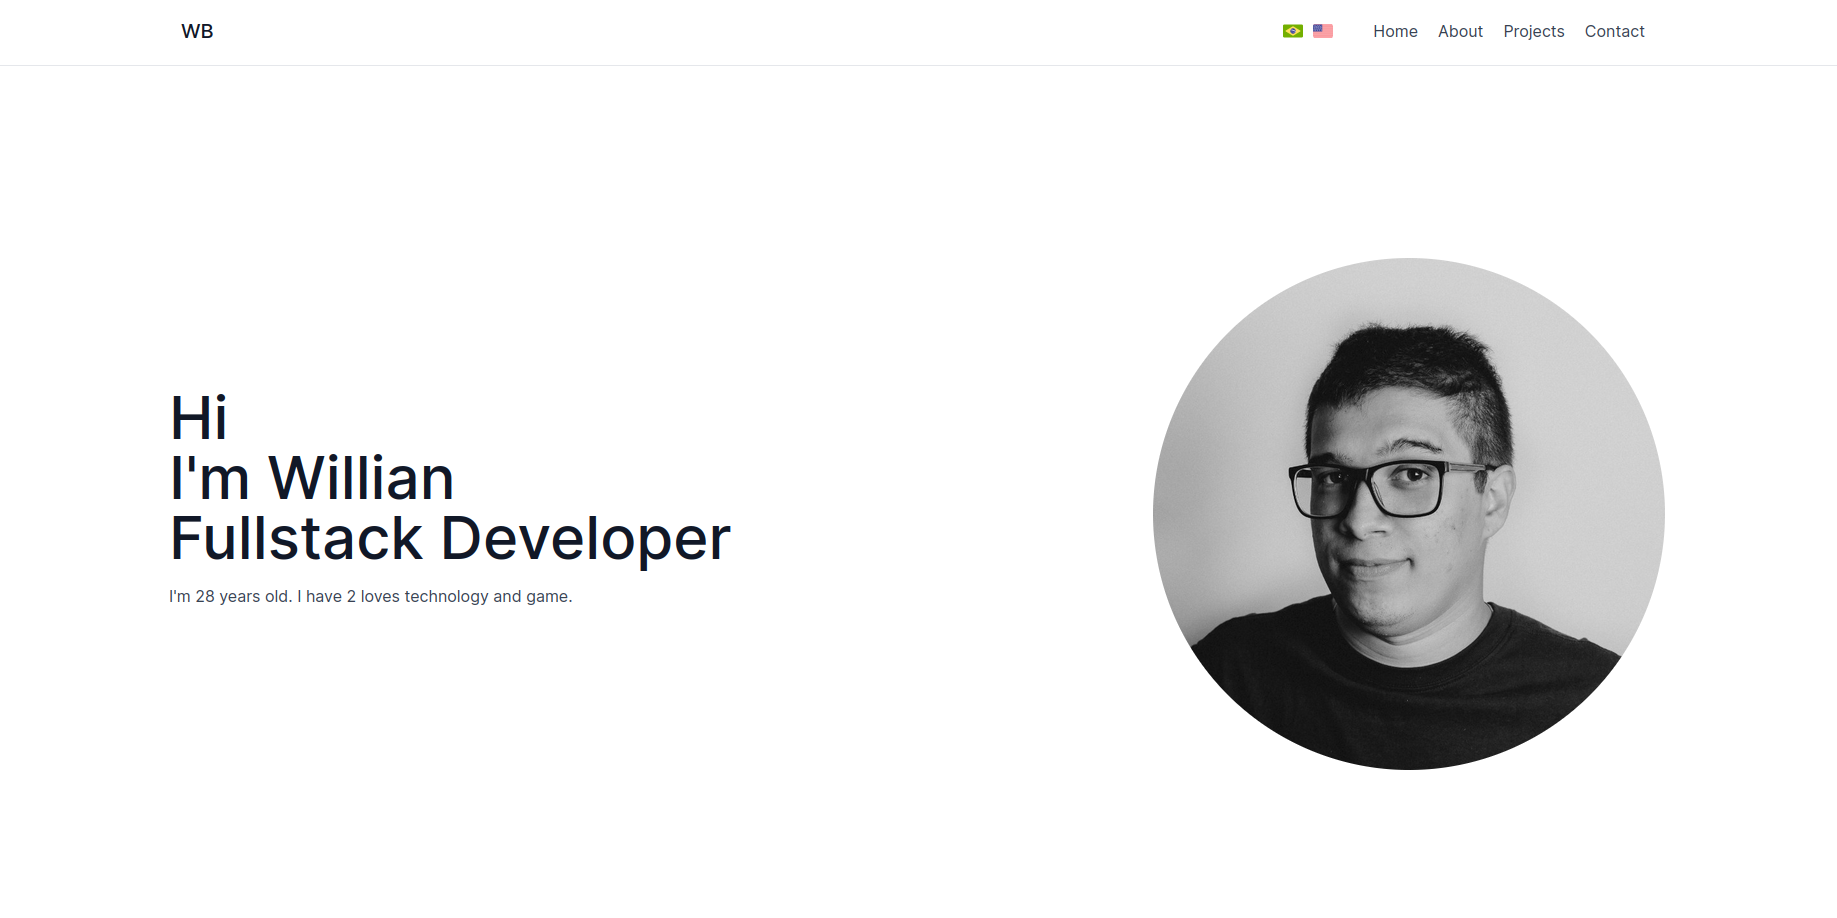 WB
Home About Projects Contact
Hi
I'm Willian
Fullstack Developer
I'm 28 years old. I have 2 loves technology and game.